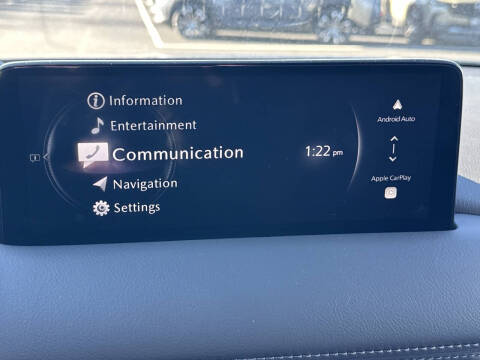 Information
Entertainment
Communication
Navigation
Settings
1:22 pm
Android Auto
Apple CarPlay